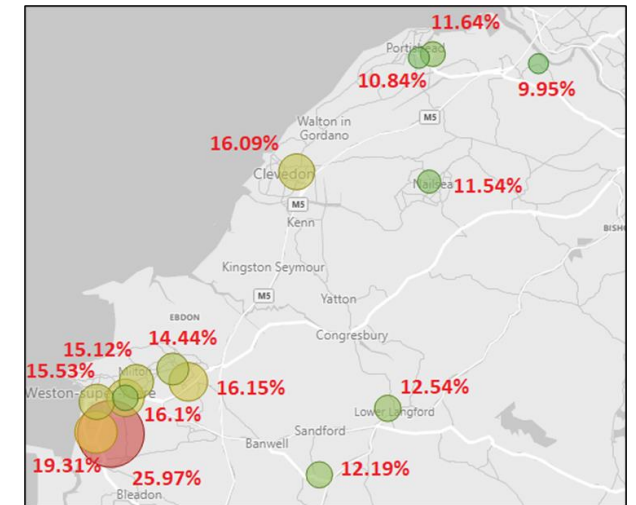 11.64%
Portishead
10.84%
9.95%
Walton in
Gordano
M5
16.09%
Clevedon
Nailsea
11.54%
M5
Kenn
BISH
Kingston Seymour
M5
Yatton
EBDON
Congresbury
14.44%
15.12%
15.53%
Milton
16.15%
Weston-super-Mare
16.1%
12.54%
Lower Langford
Sandford
Banwell
19.31%
25.97%
12.19%
Bleadon